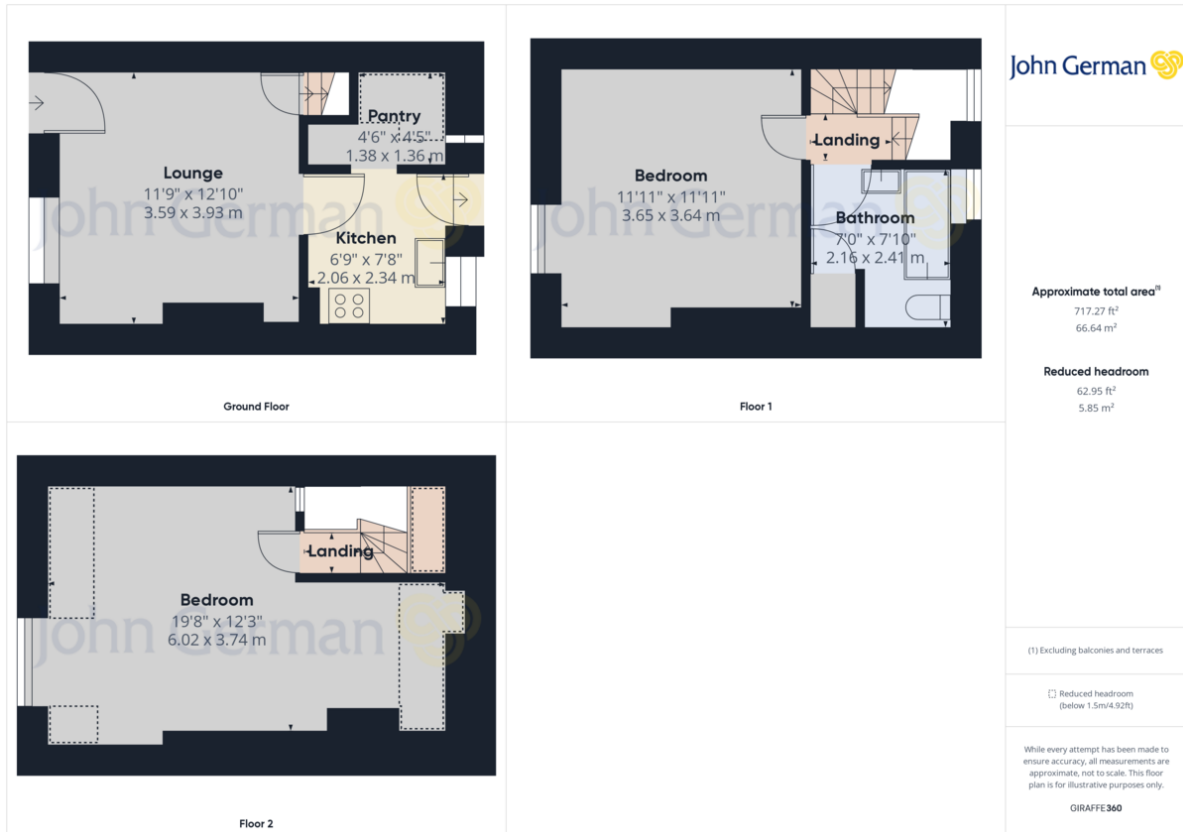 Lounge
11'9" x 12'10"
3.59 x 3.93 m
Pantry
4'6" x 4'5"
1.38 x 1.36 m
Kitchen
6'9" x 7'8"
2.06 x 2.34 m
John German
Ground Floor
Bedroom
11'11" x 11'11"
3.65 x 3.64 m
Landing
Bathroom
7'0" x 7'10"
2.16 x 2.41 m
John German
Floor 1
Bedroom
19'8" x 12'3"
6.02 x 3.74 m
Landing
John German
Floor 2
John German
Approximate total area(1)
717.27 ft²
66.64 m²
Reduced headroom
62.95 ft²
5.85 m²
(1) Excluding balconies and terraces
Reduced headroom
(below 1.5m/4.92ft)
While every attempt has been made to
ensure accuracy, all measurements are
approximate, not to scale. This floor
plan is for illustrative purposes only.
GIRAFFE360